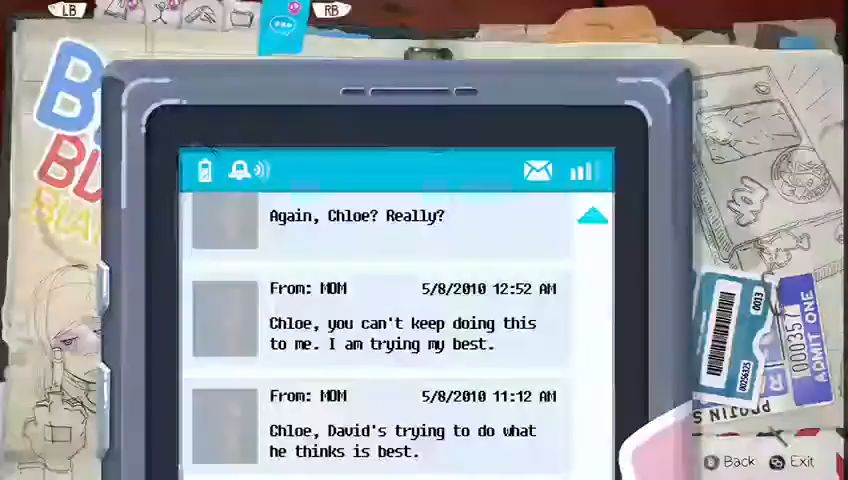 LB
RB
Again, Chloe? Really?
From: MOM 5/8/2010 12:52 AM
Chloe, you can't keep doing this
to me. I am trying my best.
From: MOM 5/8/2010 11:12 AM
Chloe, David's trying to do what
he thinks is best.
0013
000357
ADMIT ONE
Back
Exit